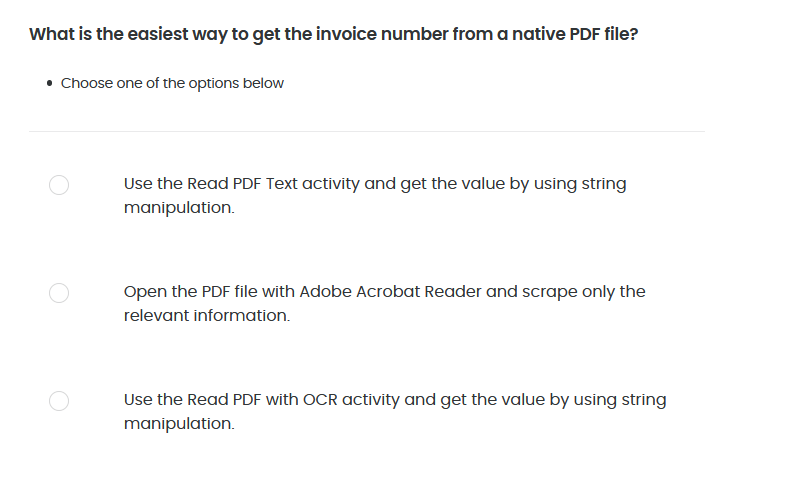 What is the easiest way to get the invoice number from a native PDF file?
• Choose one of the options below
Use the Read PDF Text activity and get the value by using string
manipulation.
Open the PDF file with Adobe Acrobat Reader and scrape only the
relevant information.
Use the Read PDF with OCR activity and get the value by using string
manipulation.